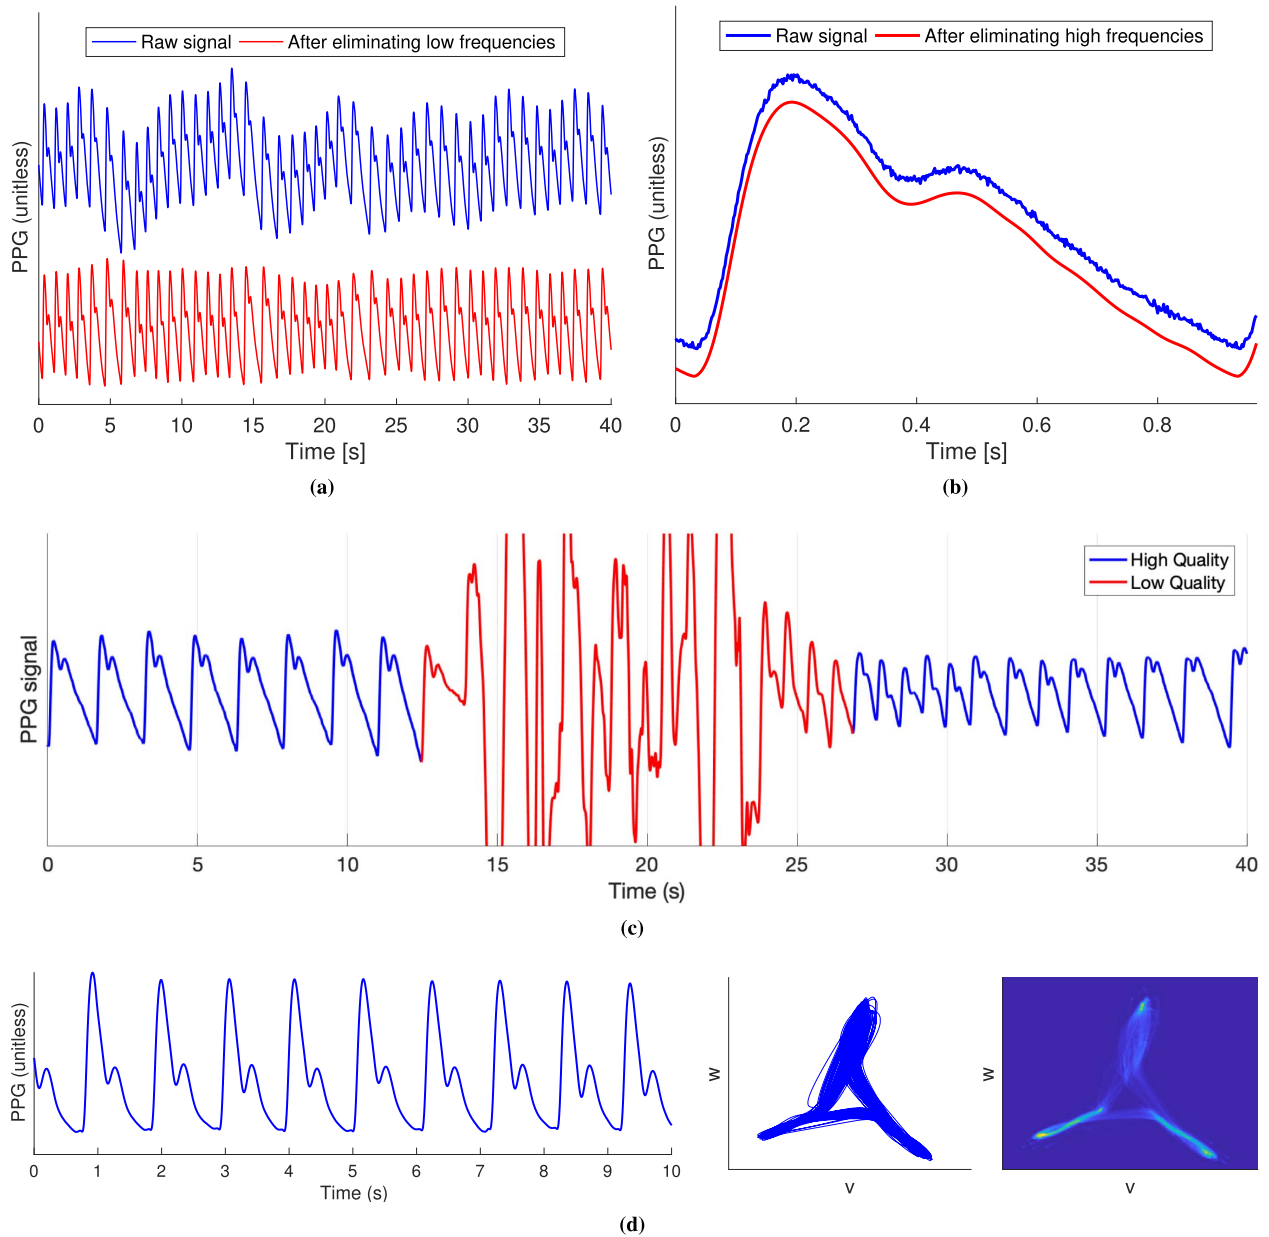 Raw signal After eliminating low frequencies
PPG (unitless)
0 5 10 15 20 25 30 35 40
Time [s]
(a)
Raw signal After eliminating high frequencies
PPG (unitless)
0 0.2 0.4 0.6 0.8
Time [s]
(b)
High Quality
Low Quality
PPG signal
0 5 10 15 20 25 30 35 40
Time (s)
(c)
PPG (unitless)
0 1 2 3 4 5 6 7 8 9 10
Time (s)
w
v
w
v
(d)